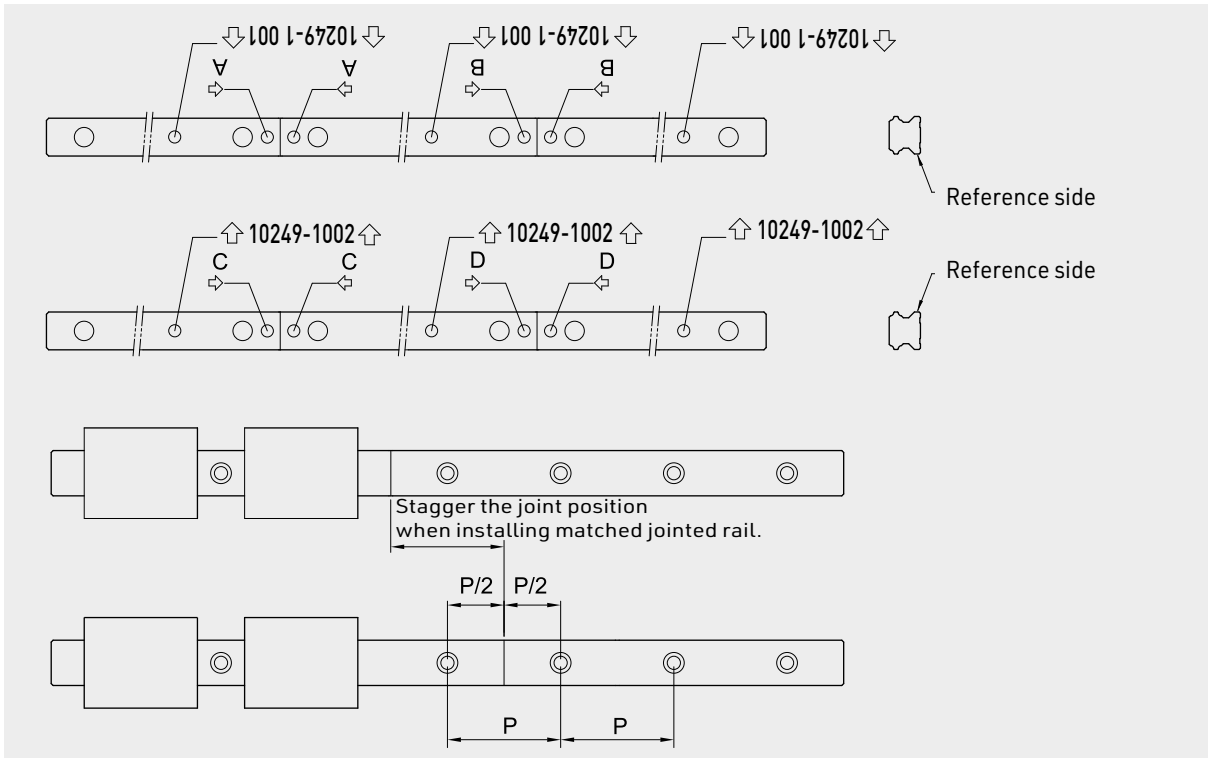 10249-1 001 10249-1 001 10249-1 001
A A B B
Reference side
10249-1002 10249-1002 10249-1002
C C D D
Reference side
Stagger the joint position
when installing matched jointed rail.
P/2 P/2
P P